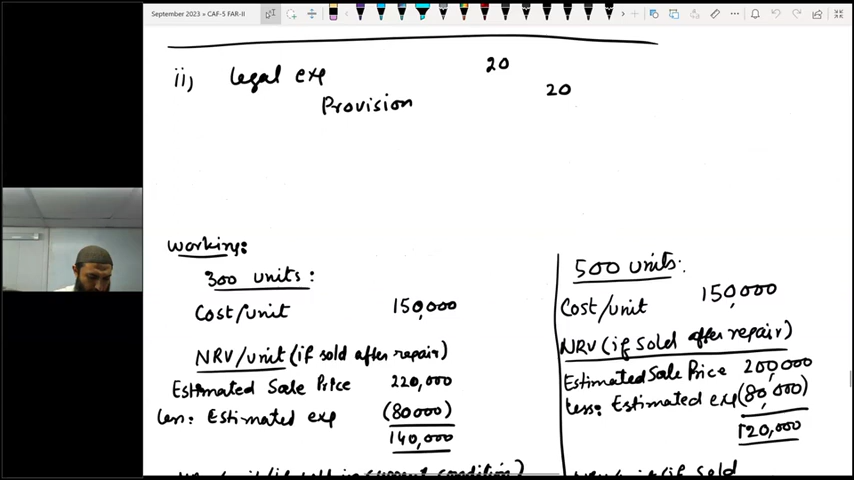 September 2023 » CAF-5 FAR-II
ii) Legal exp 20
Provision 20
Working:
300 units:
Cost/unit 150,000
NRV/unit (if sold after repair)
Estimated Sale Price 220,000
Less: Estimated exp (80000)
140,000
500 units:
Cost/unit 150,000
NRV (if sold after repair)
Estimated Sale Price 200,000
Less: Estimated exp (80,000)
120,000